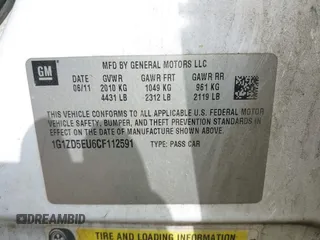 MFD BY GENERAL MOTORS LLC
GM
DATE GVWR GAWR FRT GAWR RR
06/11 2010 KG 1049 KG 961 KG
4431 LB 2312 LB 2119 LB
THIS VEHICLE CONFORMS TO ALL APPLICABLE U.S. FEDERAL MOTOR
VEHICLE SAFETY, BUMPER, AND THEFT PREVENTION STANDARDS IN
EFFECT ON THE DATE OF MANUFACTURE SHOWN ABOVE.
1G1ZD5EU6CF112591 TYPE: PASS CAR
© DRIVE AND BID
TIRE AND LOADING INFORMATION